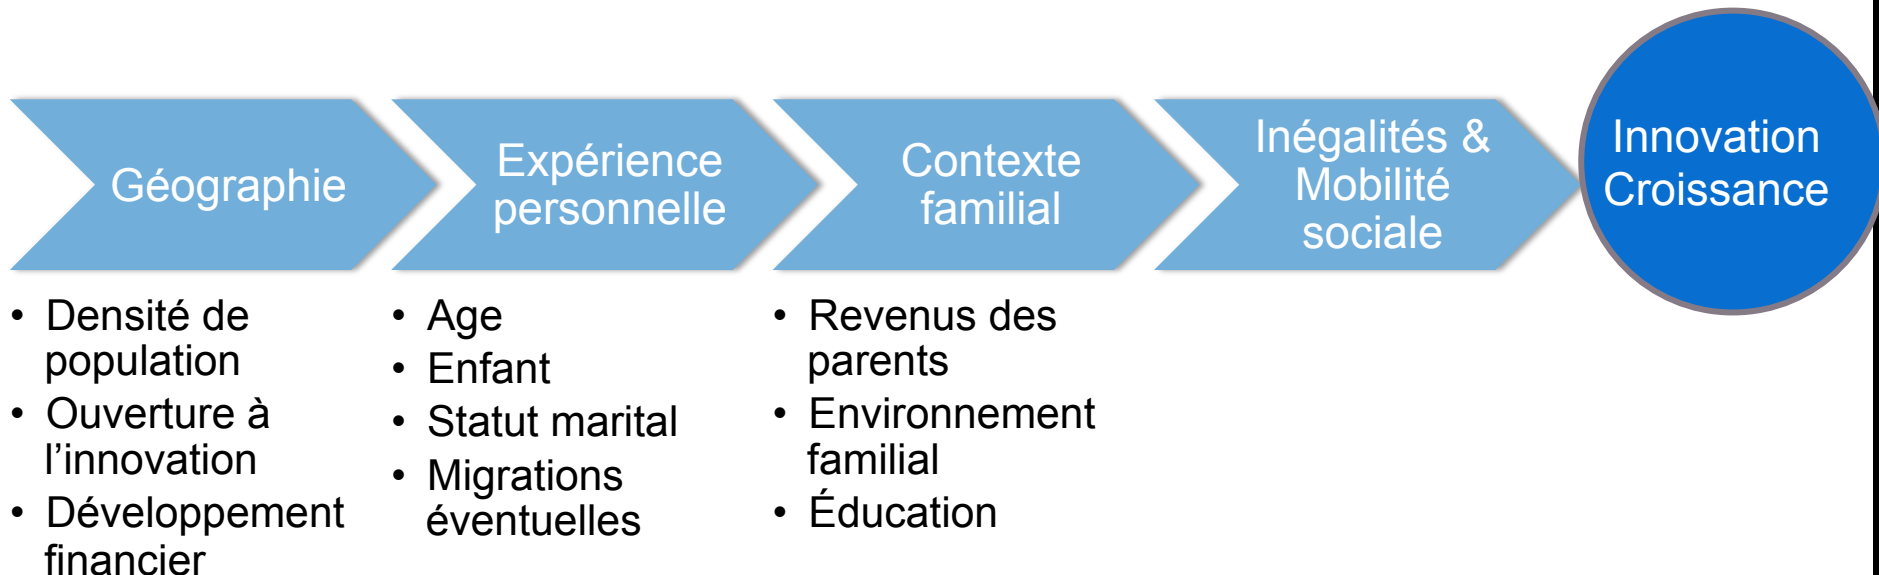 Géographie
Expérience
personnelle
Contexte
familial
Inégalités &
Mobilité
sociale
Innovation
Croissance
• Densité de
population
• Ouverture à
l’innovation
• Développement
financier
• Age
• Enfant
• Statut marital
• Migrations
éventuelles
• Revenus des
parents
• Environnement
familial
• Éducation